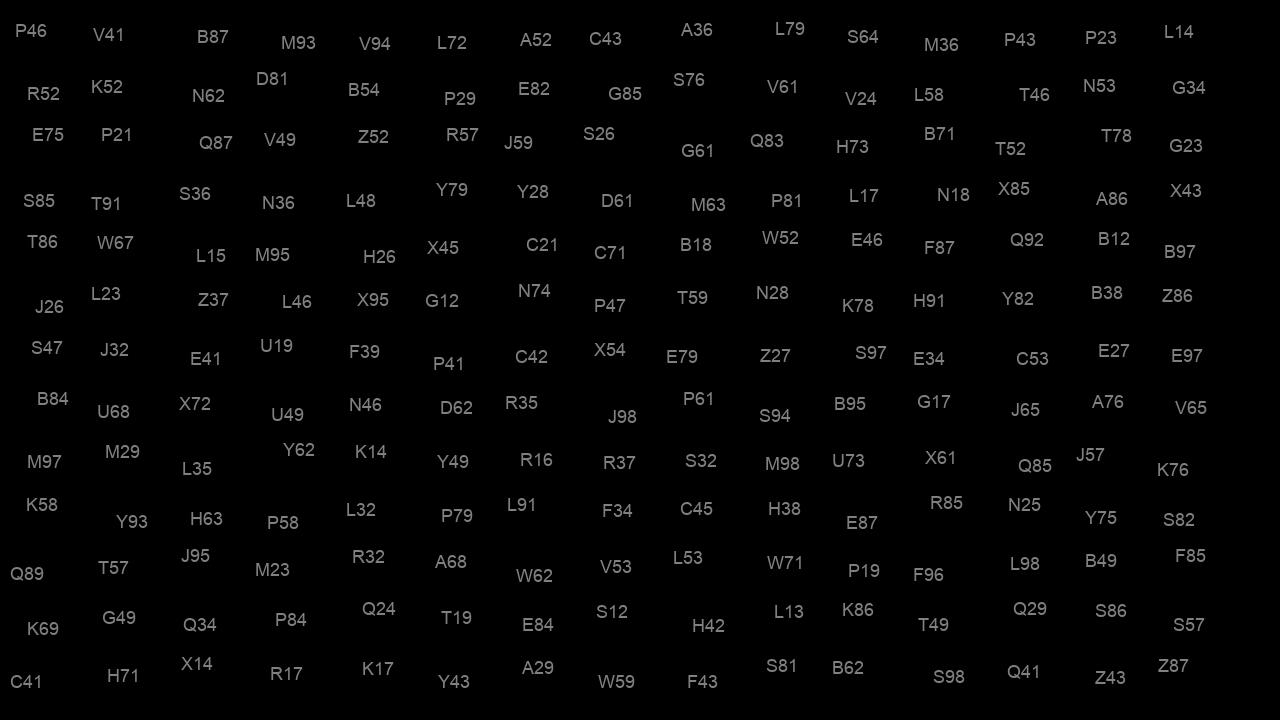 P46 V41 B87 M93 V94 L72 A52 C43 A36 L79 S64 M36 P43 P23 L14
R52 K52 N62 D81 B54 P29 E82 G85 S76 V61 V24 L58 T46 N53 G34
E75 P21 Q87 V49 Z52 R57 J59 S26 G61 Q83 H73 B71 T52 T78 G23
S85 T91 S36 N36 L48 Y79 Y28 D61 M63 P81 L17 N18 X85 A86 X43
T86 W67 L15 M95 H26 X45 C21 C71 B18 W52 E46 F87 Q92 B12 B97
J26 L23 Z37 L46 X95 G12 N74 P47 T59 N28 K78 H91 Y82 B38 Z86
S47 J32 E41 U19 F39 P41 C42 X54 E79 Z27 S97 E34 C53 E27 E97
B84 U68 X72 U49 N46 D62 R35 J98 P61 S94 B95 G17 J65 A76 V65
M97 M29 L35 Y62 K14 Y49 R16 R37 S32 M98 U73 X61 Q85 J57 K76
K58 Y93 H63 P58 L32 P79 L91 F34 C45 H38 E87 R85 N25 Y75 S82
Q89 T57 J95 M23 R32 A68 W62 V53 L53 W71 P19 F96 L98 B49 F85
K69 G49 Q34 P84 Q24 T19 E84 S12 H42 L13 K86 T49 Q29 S86 S57
C41 H71 X14 R17 K17 Y43 A29 W59 F43 S81 B62 S98 Q41 Z43 Z87